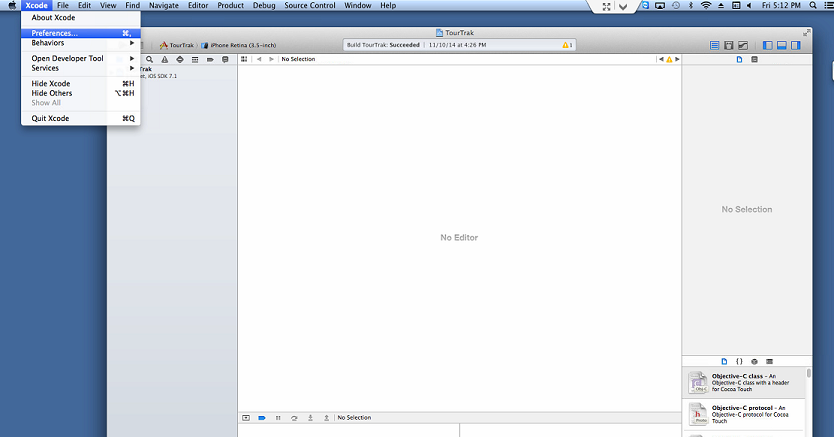 Xcode File Edit View Find Navigate Editor Product Debug Source Control Window Help Fri 5:12 PM
About Xcode
Preferences... ⌘,
Behaviors
Open Developer Tool
Services
Hide Xcode ⌘H
Hide Others ⌥⌘H
Show All
Quit Xcode ⌘Q
TourTrak
TourTrak iPhone Retina (3.5-inch)
Build TourTrak: Succeeded 11/10/14 at 4:26 PM 1
No Selection
iOS SDK 7.1
No Editor
No Selection
Objective-C class - An
Objective-C class with a header
for Cocoa Touch
Objective-C protocol - An
Objective-C protocol for Cocoa
Touch
No Selection